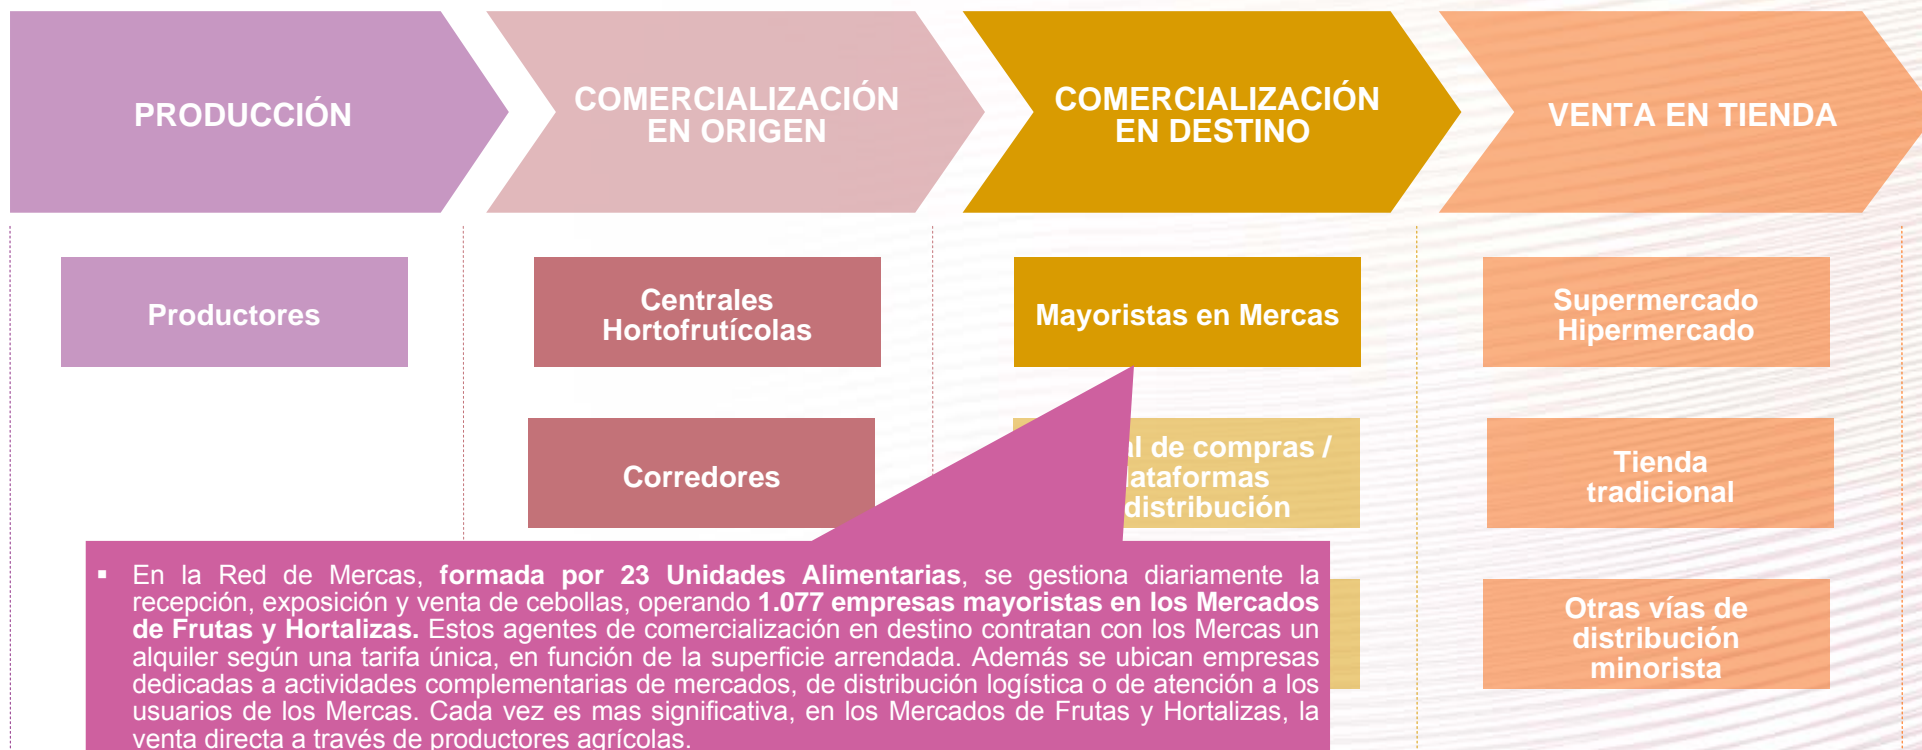 PRODUCCIÓN
COMERCIALIZACIÓN
EN ORIGEN
COMERCIALIZACIÓN
EN DESTINO
VENTA EN TIENDA
Productores
Centrales
Hortofrutícolas
Mayoristas en Mercas
Supermercado
Hipermercado
Corredores
de compras /
distribución
Tienda
tradicional
▪ En la Red de Mercas, formada por 23 Unidades Alimentarias, se gestiona diariamente la
recepción, exposición y venta de cebollas, operando 1.077 empresas mayoristas en los Mercados
de Frutas y Hortalizas. Estos agentes de comercialización en destino contratan con los Mercas un
alquiler según una tarifa única, en función de la superficie arrendada. Además se ubican empresas
dedicadas a actividades complementarias de mercados, de distribución logística o de atención a los
usuarios de los Mercas. Cada vez es mas significativa, en los Mercados de Frutas y Hortalizas, la
venta directa a través de productores agrícolas.
Otras vías de
distribución
minorista